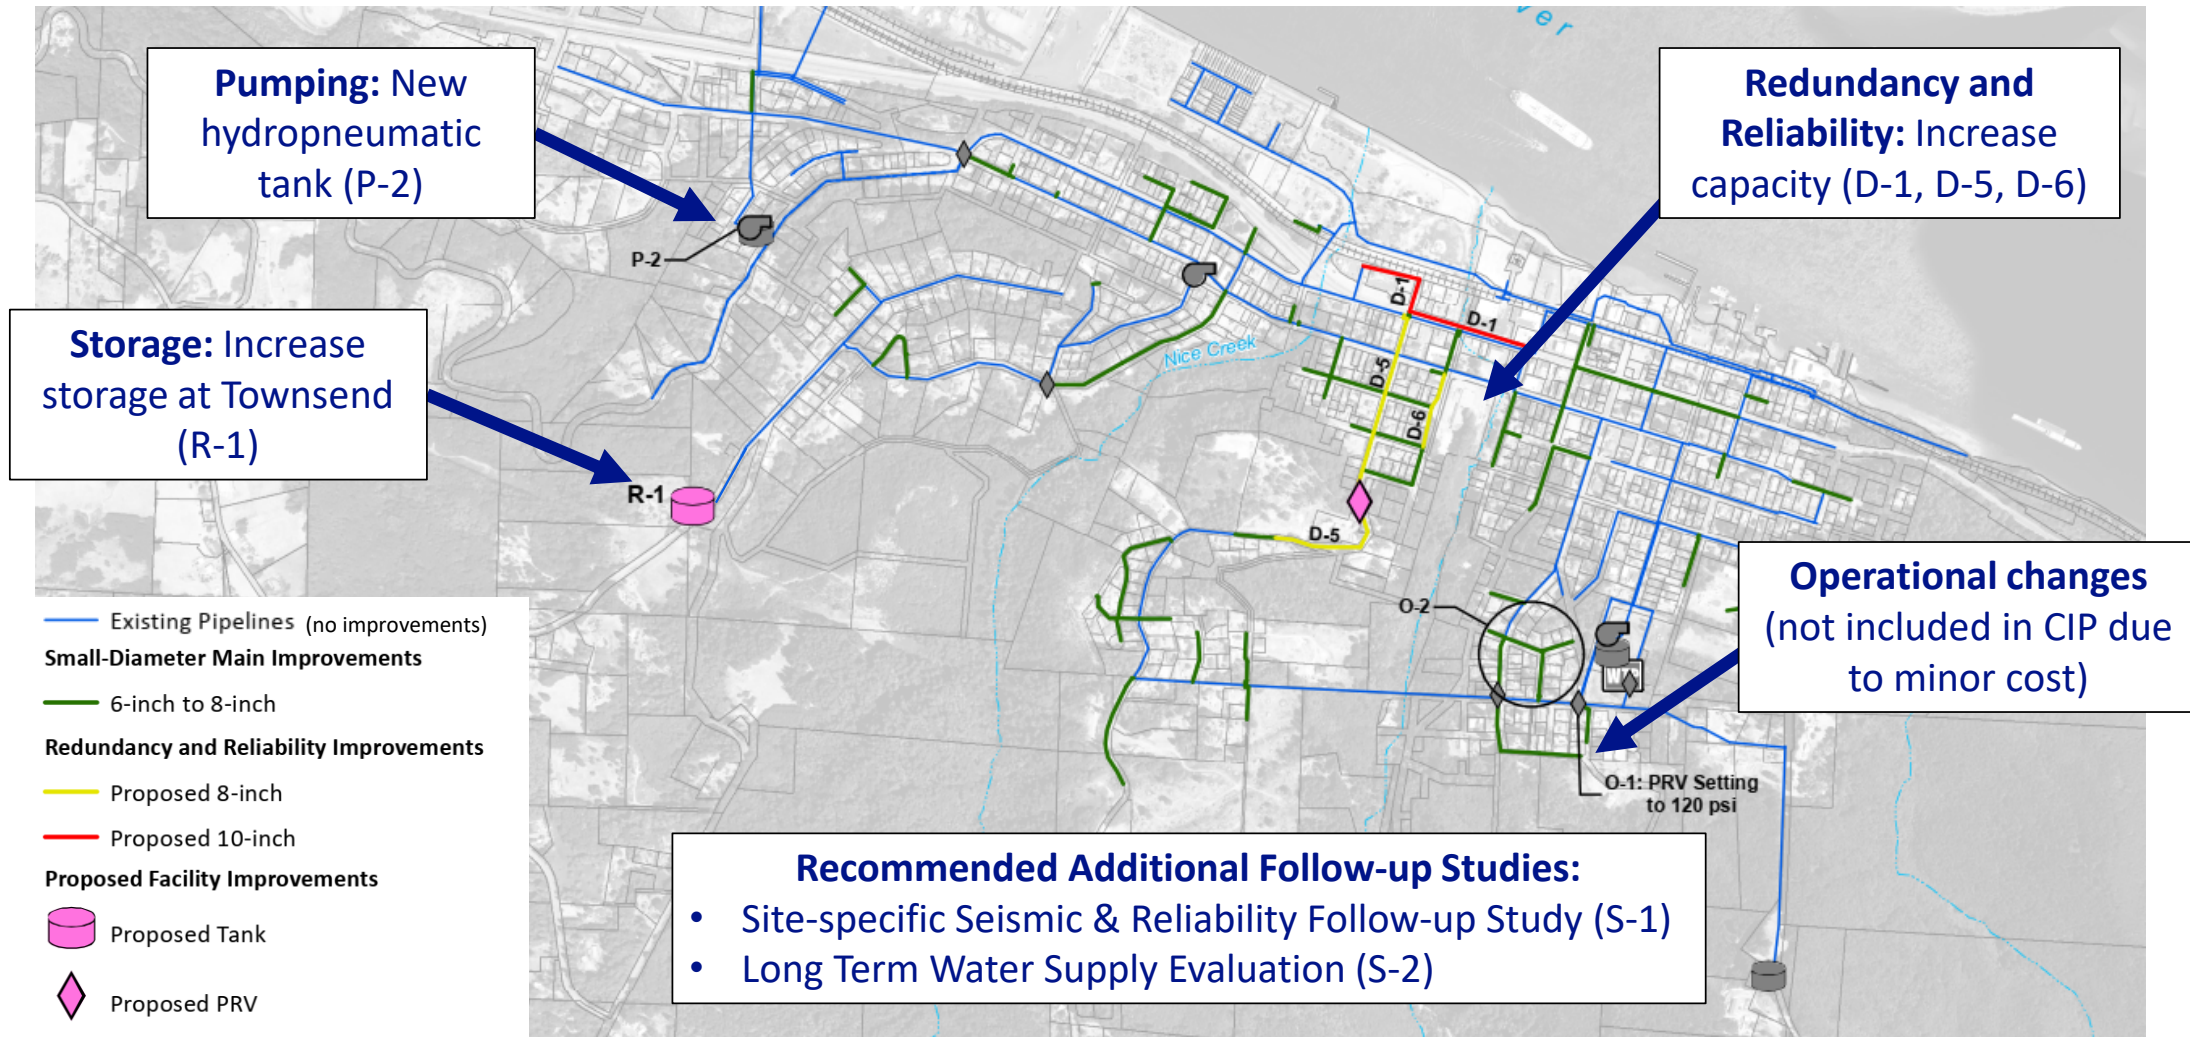 ver
Pumping: New
hydropneumatic
tank (P-2)
Redundancy and
Reliability: Increase
capacity (D-1, D-5, D-6)
P-2
Storage: Increase
storage at Townsend
(R-1)
D-1
D-1
Nice Creek
D-5
D-6
R-1
D-5
O-2
Operational changes
(not included in CIP due
to minor cost)
O-1: PRV Setting
to 120 psi
Existing Pipelines (no improvements)
Small-Diameter Main Improvements
6-inch to 8-inch
Redundancy and Reliability Improvements
Proposed 8-inch
Proposed 10-inch
Proposed Facility Improvements
Proposed Tank
Proposed PRV
Recommended Additional Follow-up Studies:
• Site-specific Seismic & Reliability Follow-up Study (S-1)
• Long Term Water Supply Evaluation (S-2)